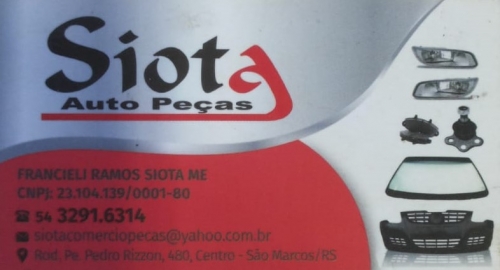 Siota
Auto Peças
FRANCIELI RAMOS SIOTA ME
CNPJ: 23.104.139/0001-80
54 3291.6314
siotacomerciopecas@yahoo.com.br
Rod. Pe. Pedro Rizzon, 480, Centro - São Marcos/RS